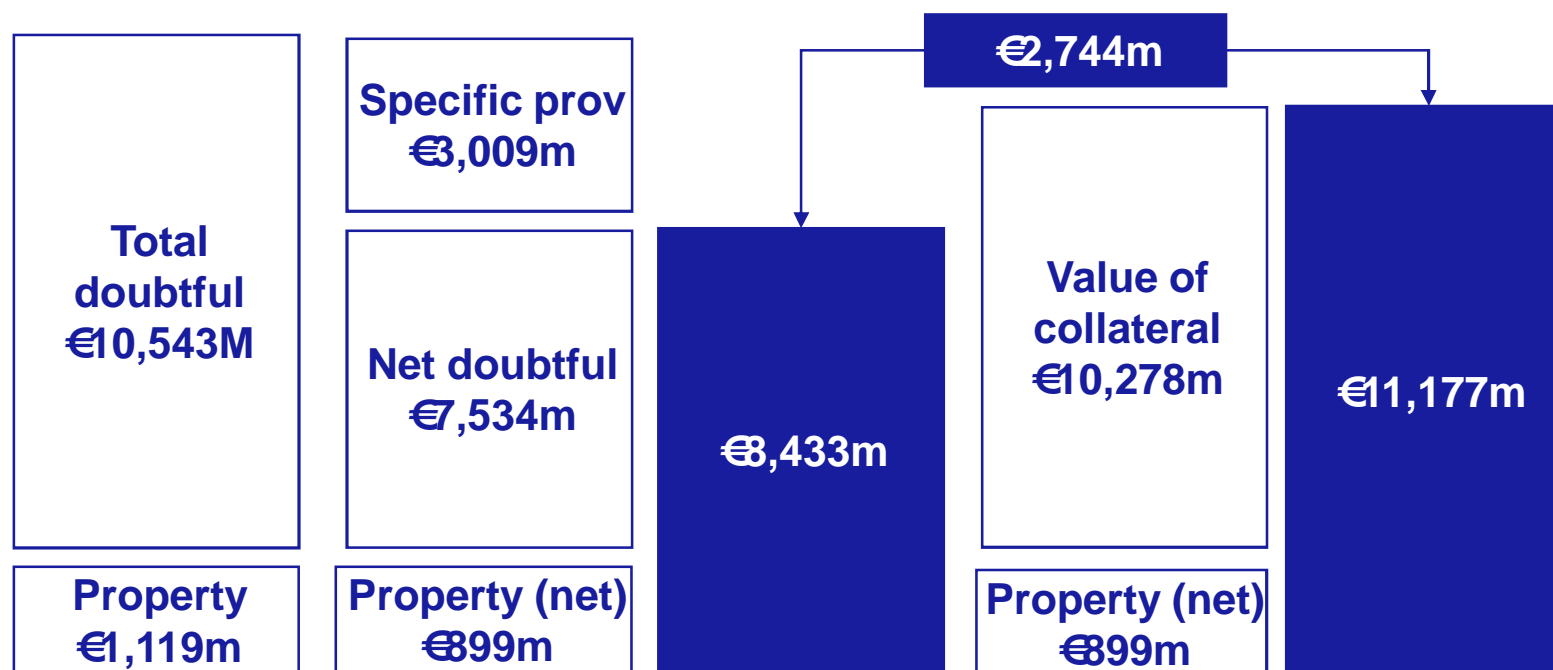 €2,744m
Specific prov
€3,009m
Total
doubtful
€10,543M
Net doubtful
€7,534m
€8,433m
Value of
collateral
€10,278m
€11,177m
Property
€1,119m
Property (net)
€899m
Property (net)
€899m